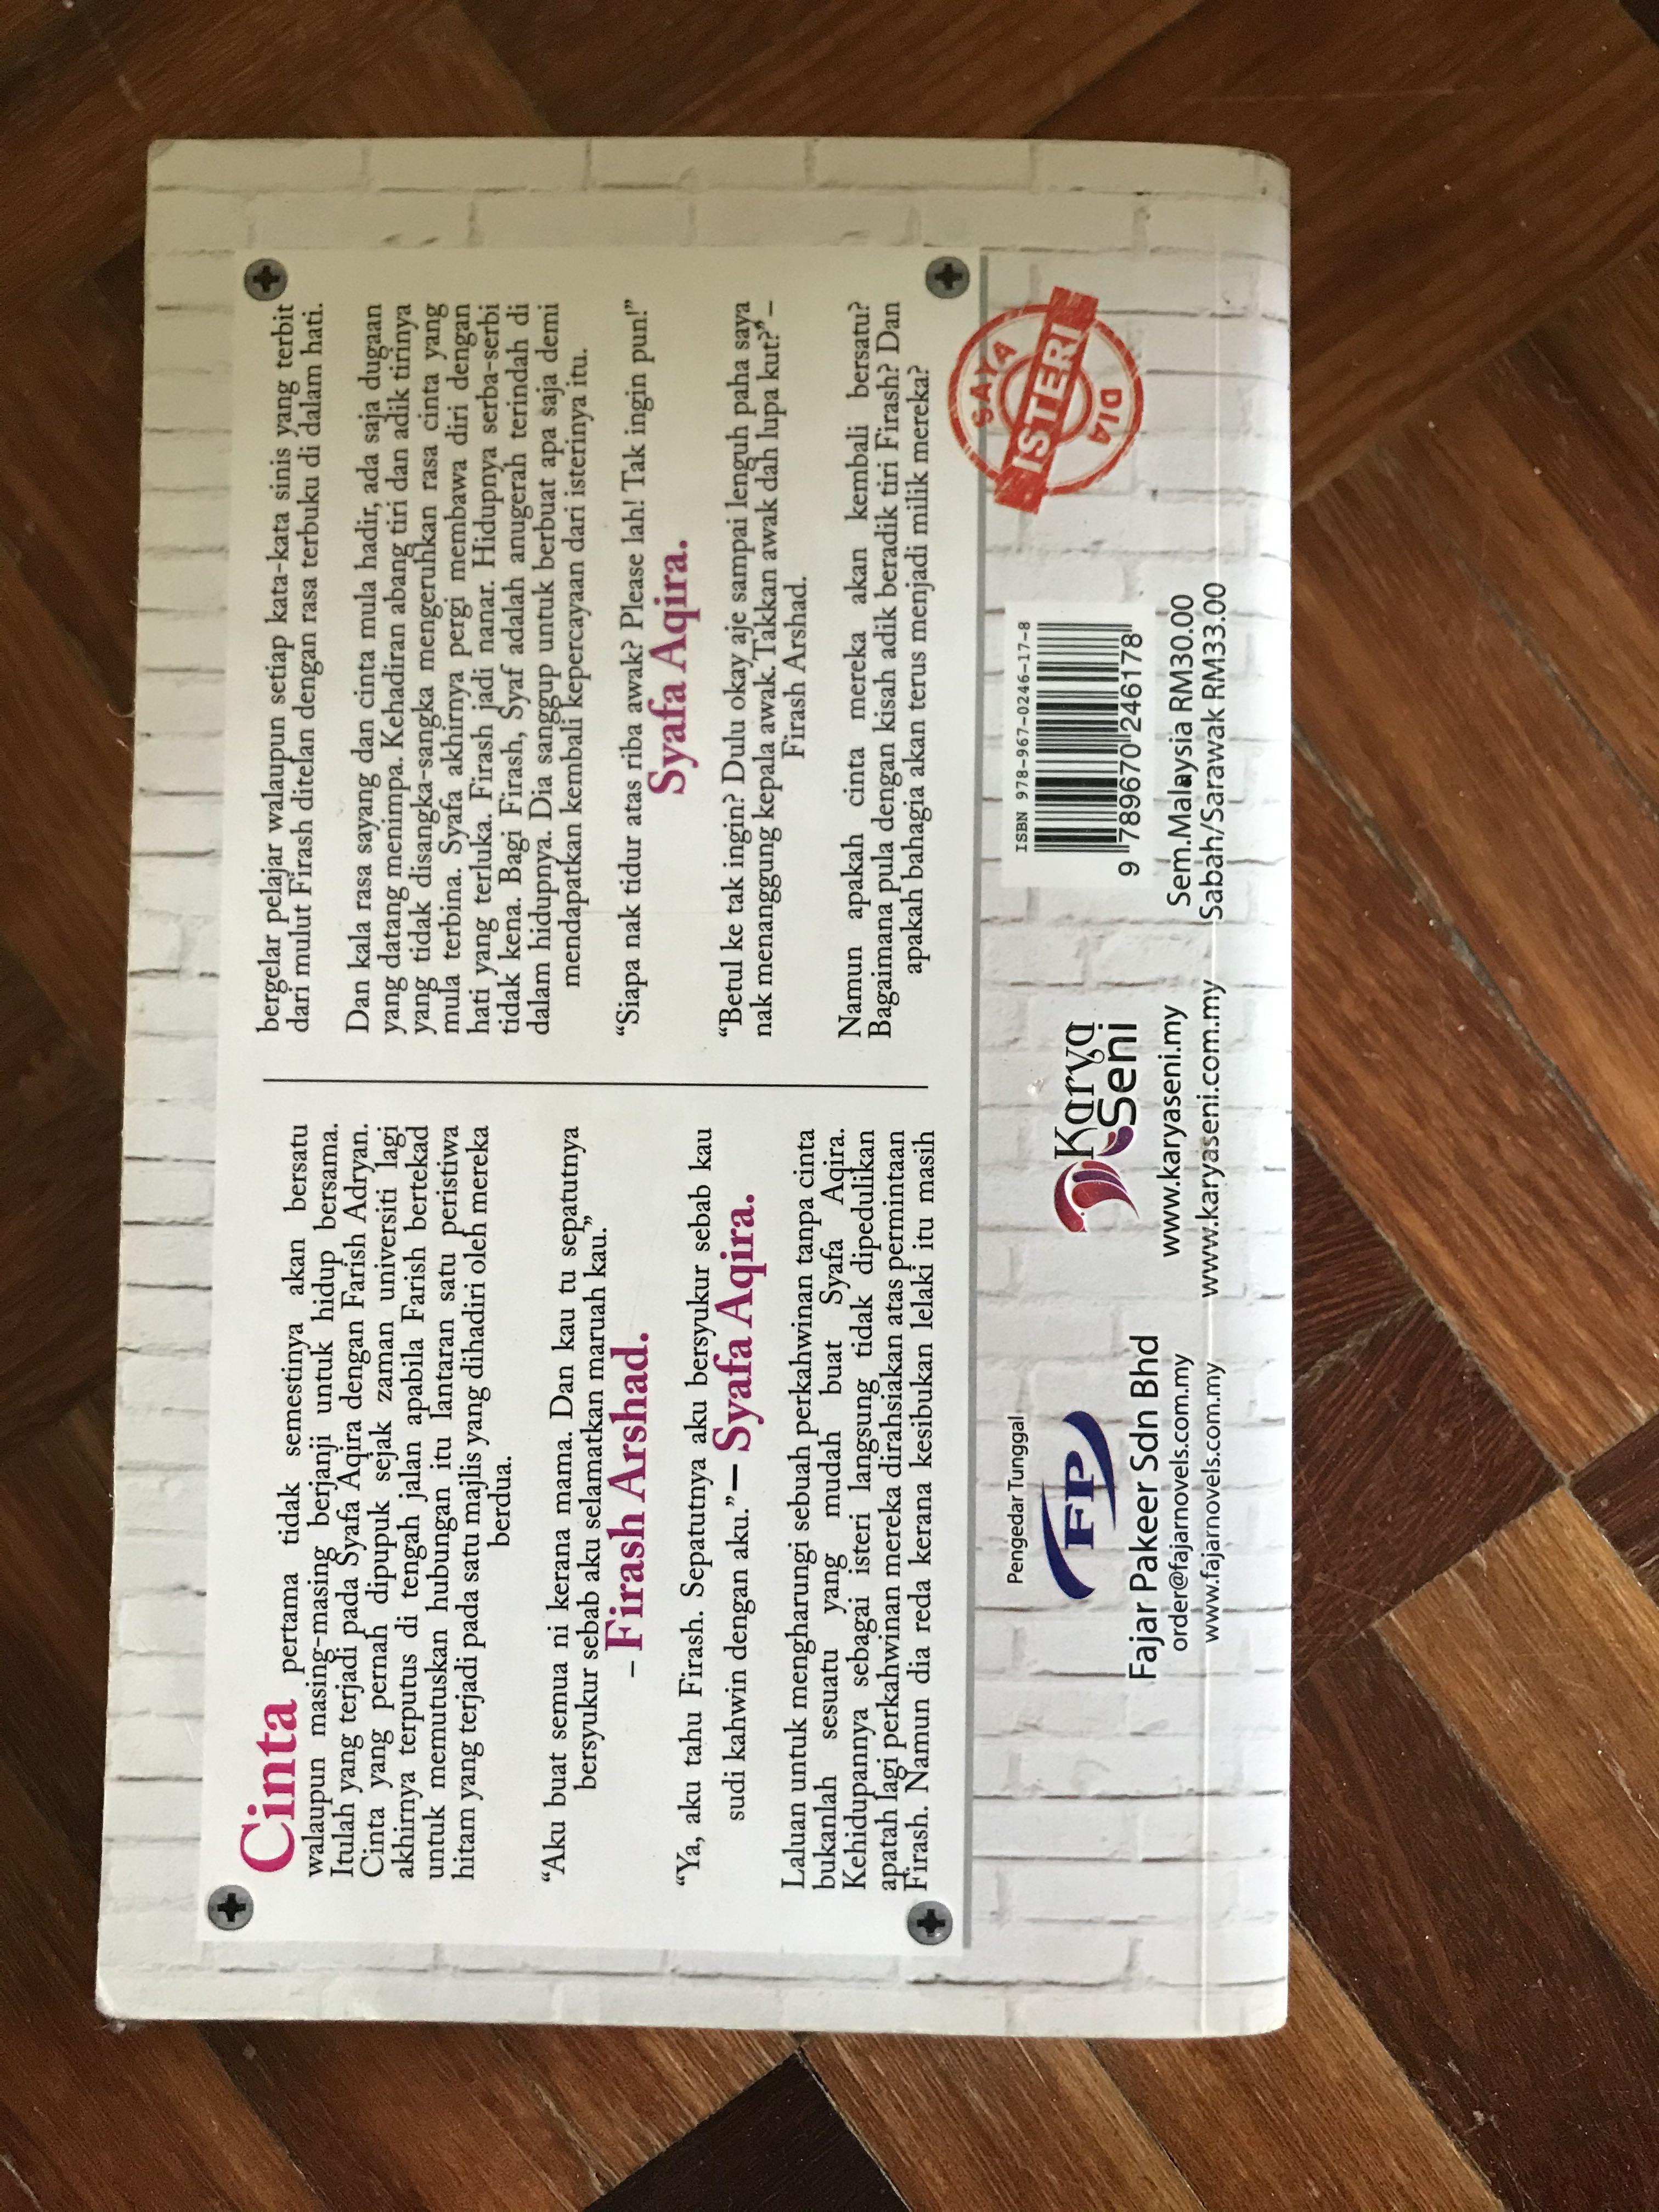 Cinta pertama tidak semestinya akan bersatu
walaupun masing-masing berjanji untuk hidup bersama.
Itulah yang terjadi pada Syafa Aqira dengan Farish Adryan.
Cinta yang pernah dipupuk sejak zaman universiti lagi
akhirnya terputus di tengah jalan apabila Farish bertekad
untuk memutuskan hubungan itu lantaran satu peristiwa
hitam yang terjadi pada satu majlis yang dihadiri oleh mereka
berdua.
“Aku buat semua ni kerana mama. Dan kau tu sepatutnya
bersyukur sebab aku selamatkan maruah kau.”
– Firash Arshad.
“Ya, aku tahu Firash. Sepatutnya aku bersyukur sebab kau
sudi kahwin dengan aku.” — Syafa Aqira.
Laluan untuk mengharungi sebuah perkahwinan tanpa cinta
bukanlah sesuatu yang mudah buat Syafa Aqira.
Kehidupannya sebagai isteri langsung tidak dipedulikan
apatah lagi perkahwinan mereka dirahsiakan atas permintaan
Firash. Namun dia reda kerana kesibukan lelaki itu masih
bergelar pelajar walaupun setiap kata-kata sinis yang terbit
dari mulut Firash ditelan dengan rasa terbuku di dalam hati.
Dan kala rasa sayang dan cinta mula hadir, ada saja dugaan
yang datang menimpa. Kehadiran abang tiri dan adik tirinya
yang tidak disangka-sangka mengeruhkan rasa cinta yang
mula terbina. Syafa akhirnya pergi membawa diri dengan
hati yang terluka. Firash jadi nanar. Hidupnya serba-serbi
tidak kena. Bagi Firash, Syaf adalah anugerah terindah di
dalam hidupnya. Dia sanggup untuk berbuat apa saja demi
mendapatkan kembali kepercayaan dari isterinya itu.
“Siapa nak tidur atas riba awak? Please lah! Tak ingin pun!”
Syafa Aqira.
“Betul ke tak ingin? Dulu okay aje sampai lenguh paha saya
nak menanggung kepala awak. Takkan awak dah lupa kut?” –
Firash Arshad.
Namun apakah cinta mereka akan kembali bersatu?
Bagaimana pula dengan kisah adik beradik tiri Firash? Dan
apakah bahagia akan terus menjadi milik mereka?
Pengedar Tunggal
FP
Fajar Pakeer Sdn Bhd
order@fajarnovels.com.my
www.fajarnovels.com.my
Karya
Seni
www.karyaseni.my
www.karyaseni.com.my
ISBN 978-967-0246-17-8
9 789670 246178
Sem.Malaysia RM30.00
Sabah/Sarawak RM33.00
SAYA
ISTERI
DIA